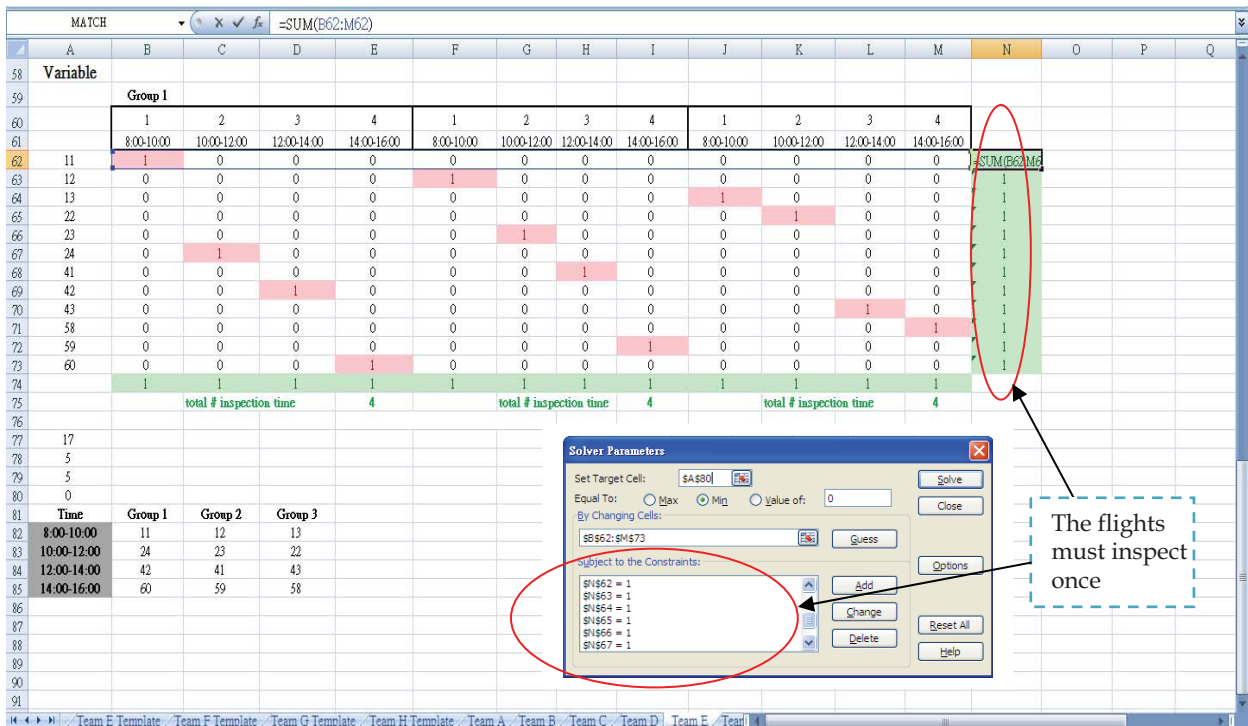 MATCH =SUM(B62:M62)
A B C D E F G H I J K L M N O P Q
58 Variable
59 Group 1
60 1 2 3 4 1 2 3 4 1 2 3 4
61 8:00-10:00 10:00-12:00 12:00-14:00 14:00-16:00 8:00-10:00 10:00-12:00 12:00-14:00 14:00-16:00 8:00-10:00 10:00-12:00 12:00-14:00 14:00-16:00
62 11 1 0 0 0 0 0 0 0 0 0 0 0 =SUM(B62:M6
63 12 0 0 0 0 1 0 0 0 0 0 0 0 1
64 13 0 0 0 0 0 0 0 0 1 0 0 0 1
65 22 0 0 0 0 0 0 0 0 0 1 0 0 1
66 23 0 0 0 0 0 1 0 0 0 0 0 0 1
67 24 0 1 0 0 0 0 0 0 0 0 0 0 1
68 41 0 0 0 0 0 0 1 0 0 0 0 0 1
69 42 0 0 1 0 0 0 0 0 0 0 0 0 1
70 43 0 0 0 0 0 0 0 0 0 0 1 0 1
71 58 0 0 0 0 0 0 0 0 0 0 0 1 1
72 59 0 0 0 0 0 0 0 1 0 0 0 0 1
73 60 0 0 0 1 0 0 0 0 0 0 0 0 1
74 1 1 1 1 1 1 1 1 1 1 1 1
75 total # inspection time 4 total # inspection time 4 total # inspection time 4
76
77 17
78 5
79 5
80 0
81 Time Group 1 Group 2 Group 3
82 8:00-10:00 11 12 13
83 10:00-12:00 24 23 22
84 12:00-14:00 42 41 43
85 14:00-16:00 60 59 58
86
87
88
89
90
91
Solver Parameters
Set Target Cell: $A$80 Solve
Equal To: Max Min Value of: 0 Close
By Changing Cells:
$B$62:$M$73 Guess
Subject to the Constraints: Options
$N$62 = 1 Add
$N$63 = 1
$N$64 = 1 Change
$N$65 = 1 Reset All
$N$66 = 1 Delete
$N$67 = 1 Help
The flights
must inspect
once
Team E Template Team F Template Team G Template Team H Template Team A Team B Team C Team D Team E Team